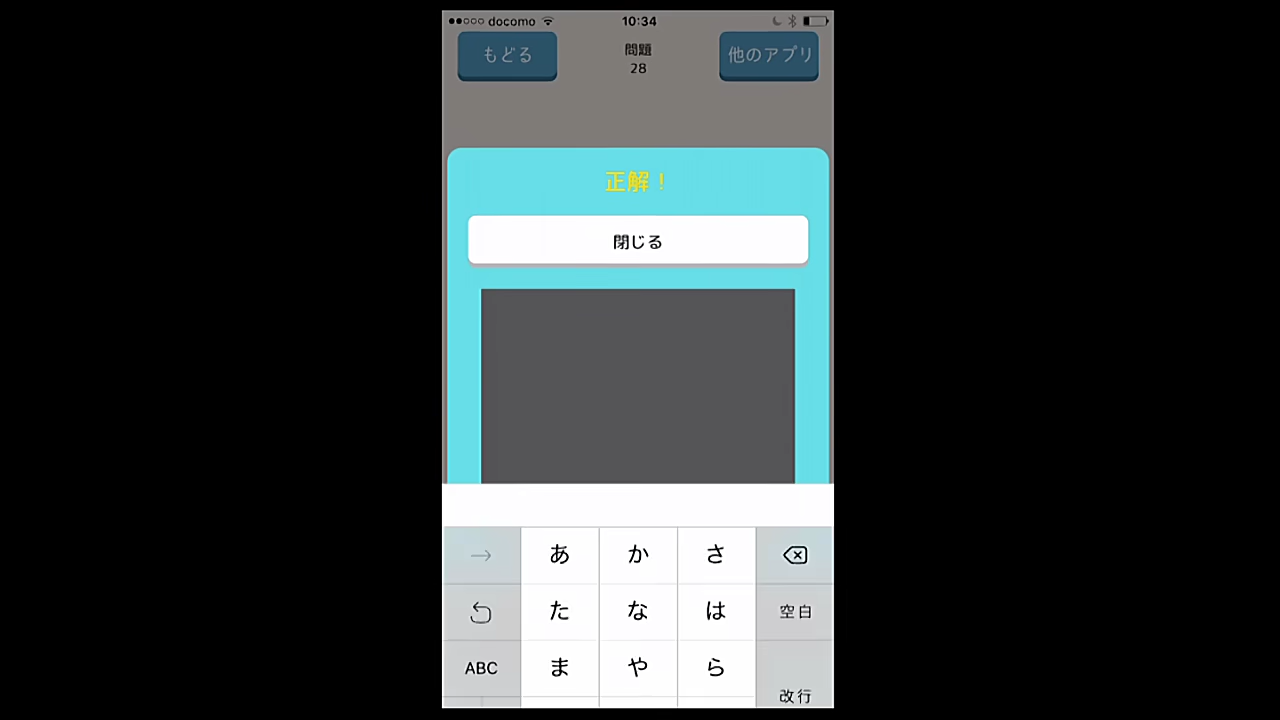 docomo 10:34
もどる
問題
28
他のアプリ
正解！
閉じる
→ あ か さ
た な は 空白
ABC ま や ら
改行